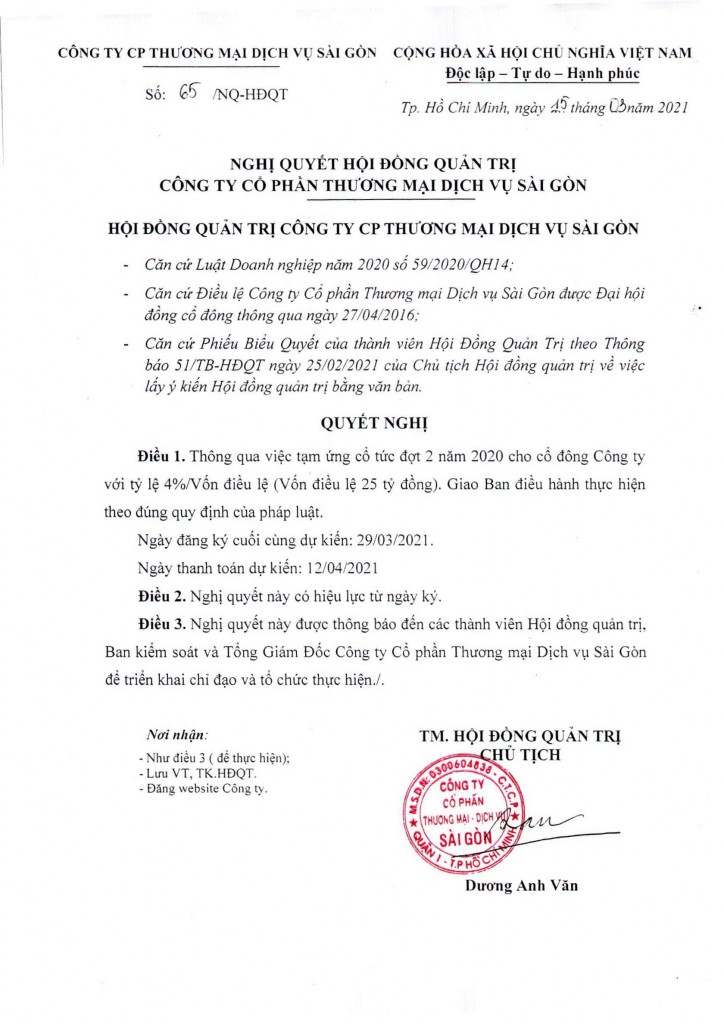 CÔNG TY CP THƯƠNG MẠI DỊCH VỤ SÀI GÒN
CỘNG HÒA XÃ HỘI CHỦ NGHĨA VIỆT NAM
Độc lập – Tự do – Hạnh phúc
Số: 65 /NQ-HĐQT
Tp. Hồ Chí Minh, ngày 15 tháng 03 năm 2021
NGHỊ QUYẾT HỘI ĐỒNG QUẢN TRỊ
CÔNG TY CỔ PHẦN THƯƠNG MẠI DỊCH VỤ SÀI GÒN
HỘI ĐỒNG QUẢN TRỊ CÔNG TY CP THƯƠNG MẠI DỊCH VỤ SÀI GÒN
- Căn cứ Luật Doanh nghiệp năm 2020 số 59/2020/QH14;
- Căn cứ Điều lệ Công ty Cổ phần Thương mại Dịch vụ Sài Gòn được Đại hội
đồng cổ đông thông qua ngày 27/04/2016;
- Căn cứ Phiếu Biểu Quyết của thành viên Hội Đồng Quản Trị theo Thông
báo 51/TB-HĐQT ngày 25/02/2021 của Chủ tịch Hội đồng quản trị về việc
lấy ý kiến Hội đồng quản trị bằng văn bản.
QUYẾT NGHỊ
Điều 1. Thông qua việc tạm ứng cổ tức đợt 2 năm 2020 cho cổ đông Công ty
với tỷ lệ 4%/Vốn điều lệ (Vốn điều lệ 25 tỷ đồng). Giao Ban điều hành thực hiện
theo đúng quy định của pháp luật.
Ngày đăng ký cuối cùng dự kiến: 29/03/2021.
Ngày thanh toán dự kiến: 12/04/2021
Điều 2. Nghị quyết này có hiệu lực từ ngày ký.
Điều 3. Nghị quyết này được thông báo đến các thành viên Hội đồng quản trị,
Ban kiểm soát và Tổng Giám Đốc Công ty Cổ phần Thương mại Dịch vụ Sài Gòn
để triển khai chỉ đạo và tổ chức thực hiện./.
Nơi nhận:
- Như điều 3 ( để thực hiện);
- Lưu VT, TK.HĐQT.
- Đăng website Công ty.
TM. HỘI ĐỒNG QUẢN TRỊ
CHỦ TỊCH
M.S.D.N: 0300604838 - C.T.C.P
CÔNG TY
CỔ PHẦN
THƯƠNG MẠI - DỊCH VỤ
SÀI GÒN
QUẬN 1 - T.P HỒ CHÍ MINH
Dương Anh Văn